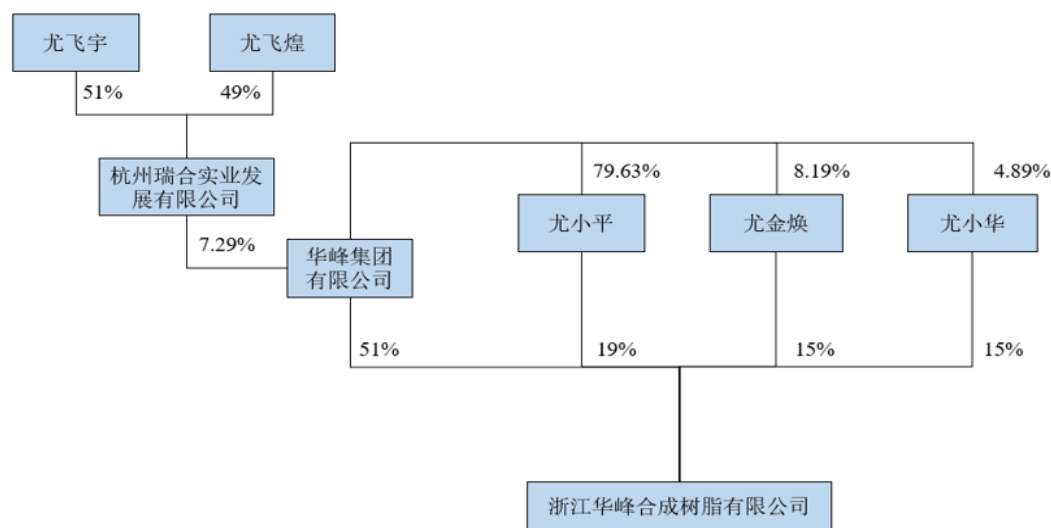 尤飞宇
尤飞煌
51%
49%
杭州瑞合实业发
展有限公司
79.63%
8.19%
4.89%
尤小平
尤金焕
尤小华
7.29%
华峰集团
有限公司
51%
19%
15%
15%
浙江华峰合成树脂有限公司